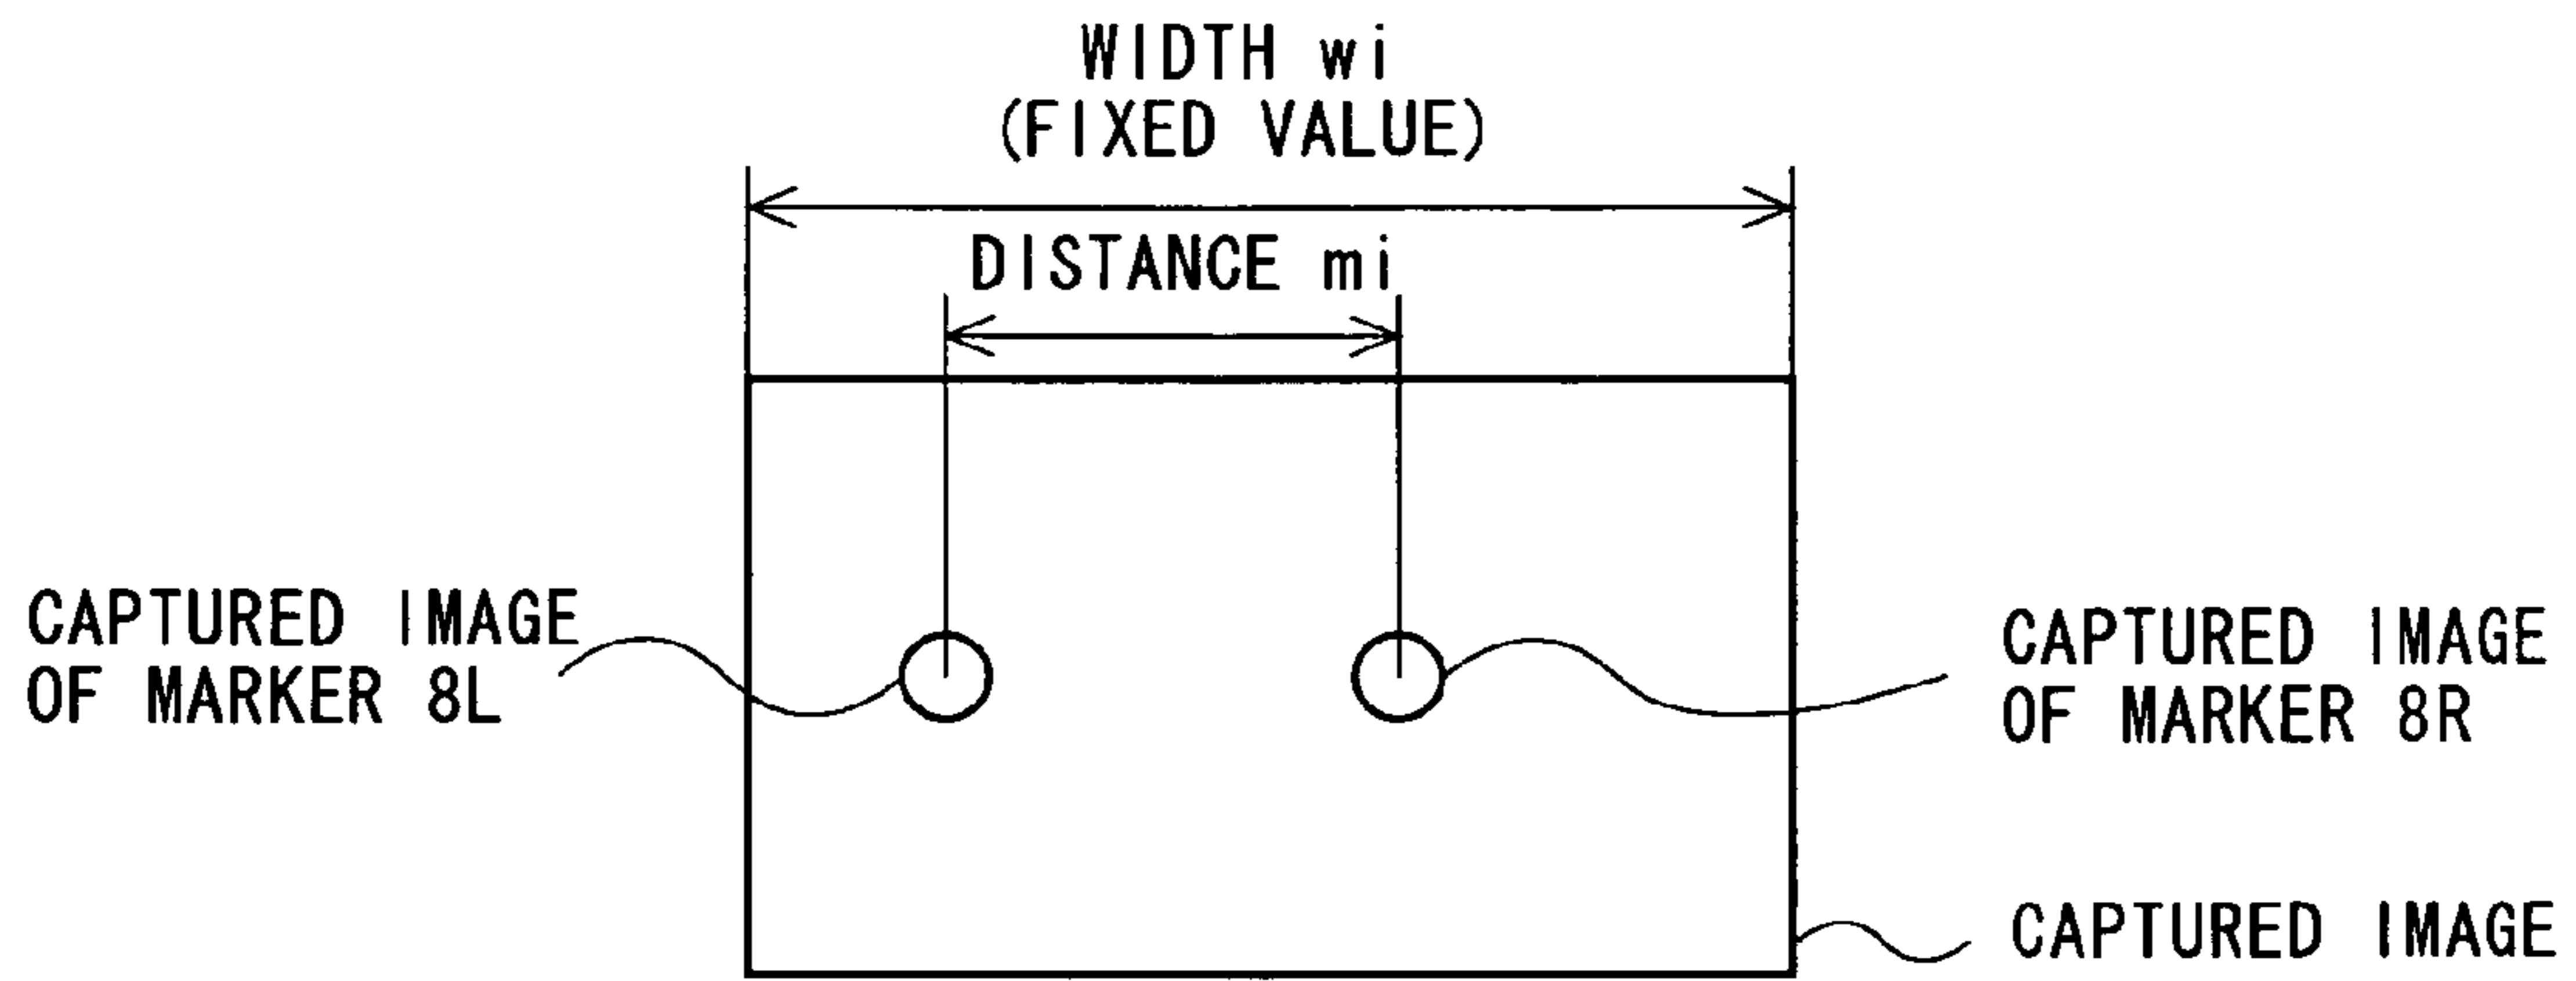 WIDTH wi
(FIXED VALUE)
DISTANCE mi
CAPTURED IMAGE
OF MARKER 8L
CAPTURED IMAGE
OF MARKER 8R
CAPTURED IMAGE